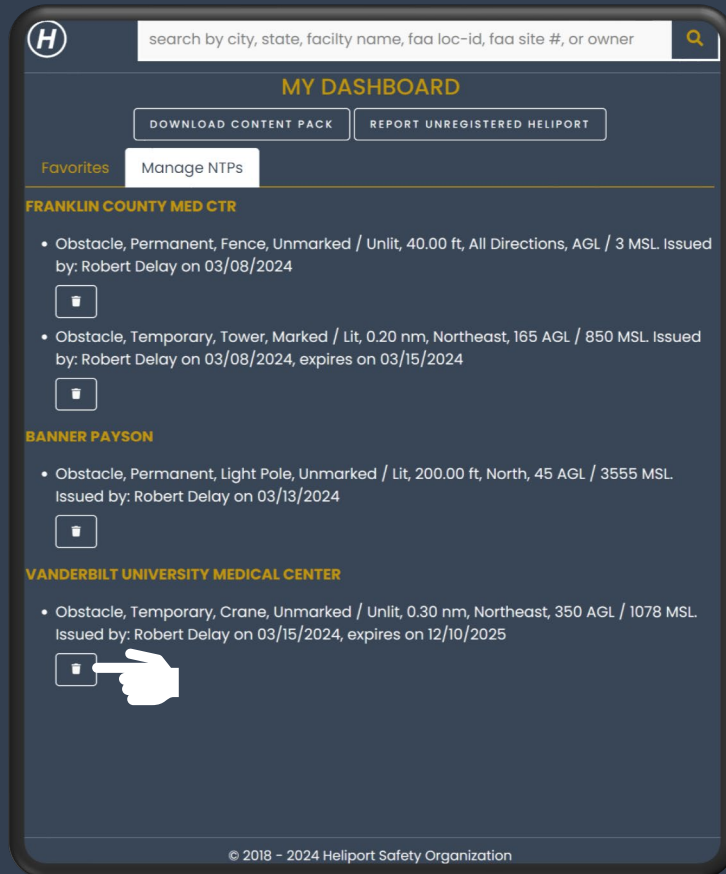 H
search by city, state, facilty name, faa loc-id, faa site #, or owner
MY DASHBOARD
DOWNLOAD CONTENT PACK
REPORT UNREGISTERED HELIPORT
Favorites
Manage NTPs
FRANKLIN COUNTY MED CTR
• Obstacle, Permanent, Fence, Unmarked / Unlit, 40.00 ft, All Directions, AGL / 3 MSL. Issued
by: Robert Delay on 03/08/2024
• Obstacle, Temporary, Tower, Marked / Lit, 0.20 nm, Northeast, 165 AGL / 850 MSL. Issued
by: Robert Delay on 03/08/2024, expires on 03/15/2024
BANNER PAYSON
• Obstacle, Permanent, Light Pole, Unmarked / Lit, 200.00 ft, North, 45 AGL / 3555 MSL.
Issued by: Robert Delay on 03/13/2024
VANDERBILT UNIVERSITY MEDICAL CENTER
• Obstacle, Temporary, Crane, Unmarked / Unlit, 0.30 nm, Northeast, 350 AGL / 1078 MSL.
Issued by: Robert Delay on 03/15/2024, expires on 12/10/2025
© 2018 - 2024 Heliport Safety Organization